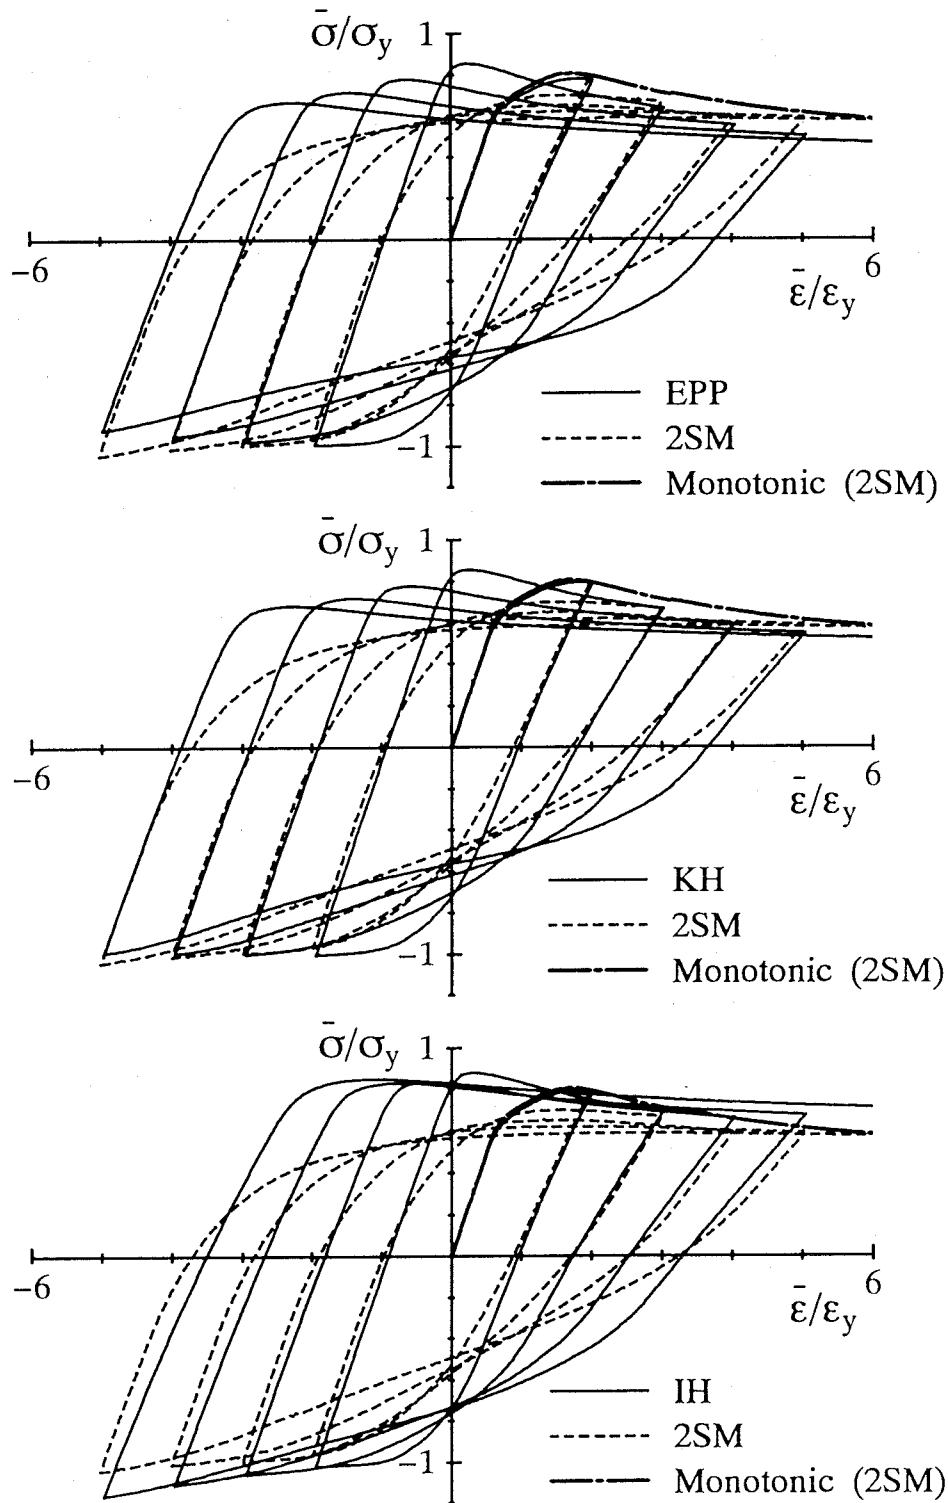 σ̄/σy 1
−6 6
ε̄/εy
EPP
2SM
−1
Monotonic (2SM)
σ̄/σy 1
−6 6
ε̄/εy
KH
2SM
−1
Monotonic (2SM)
σ̄/σy 1
−6 6
ε̄/εy
IH
2SM
−1
Monotonic (2SM)